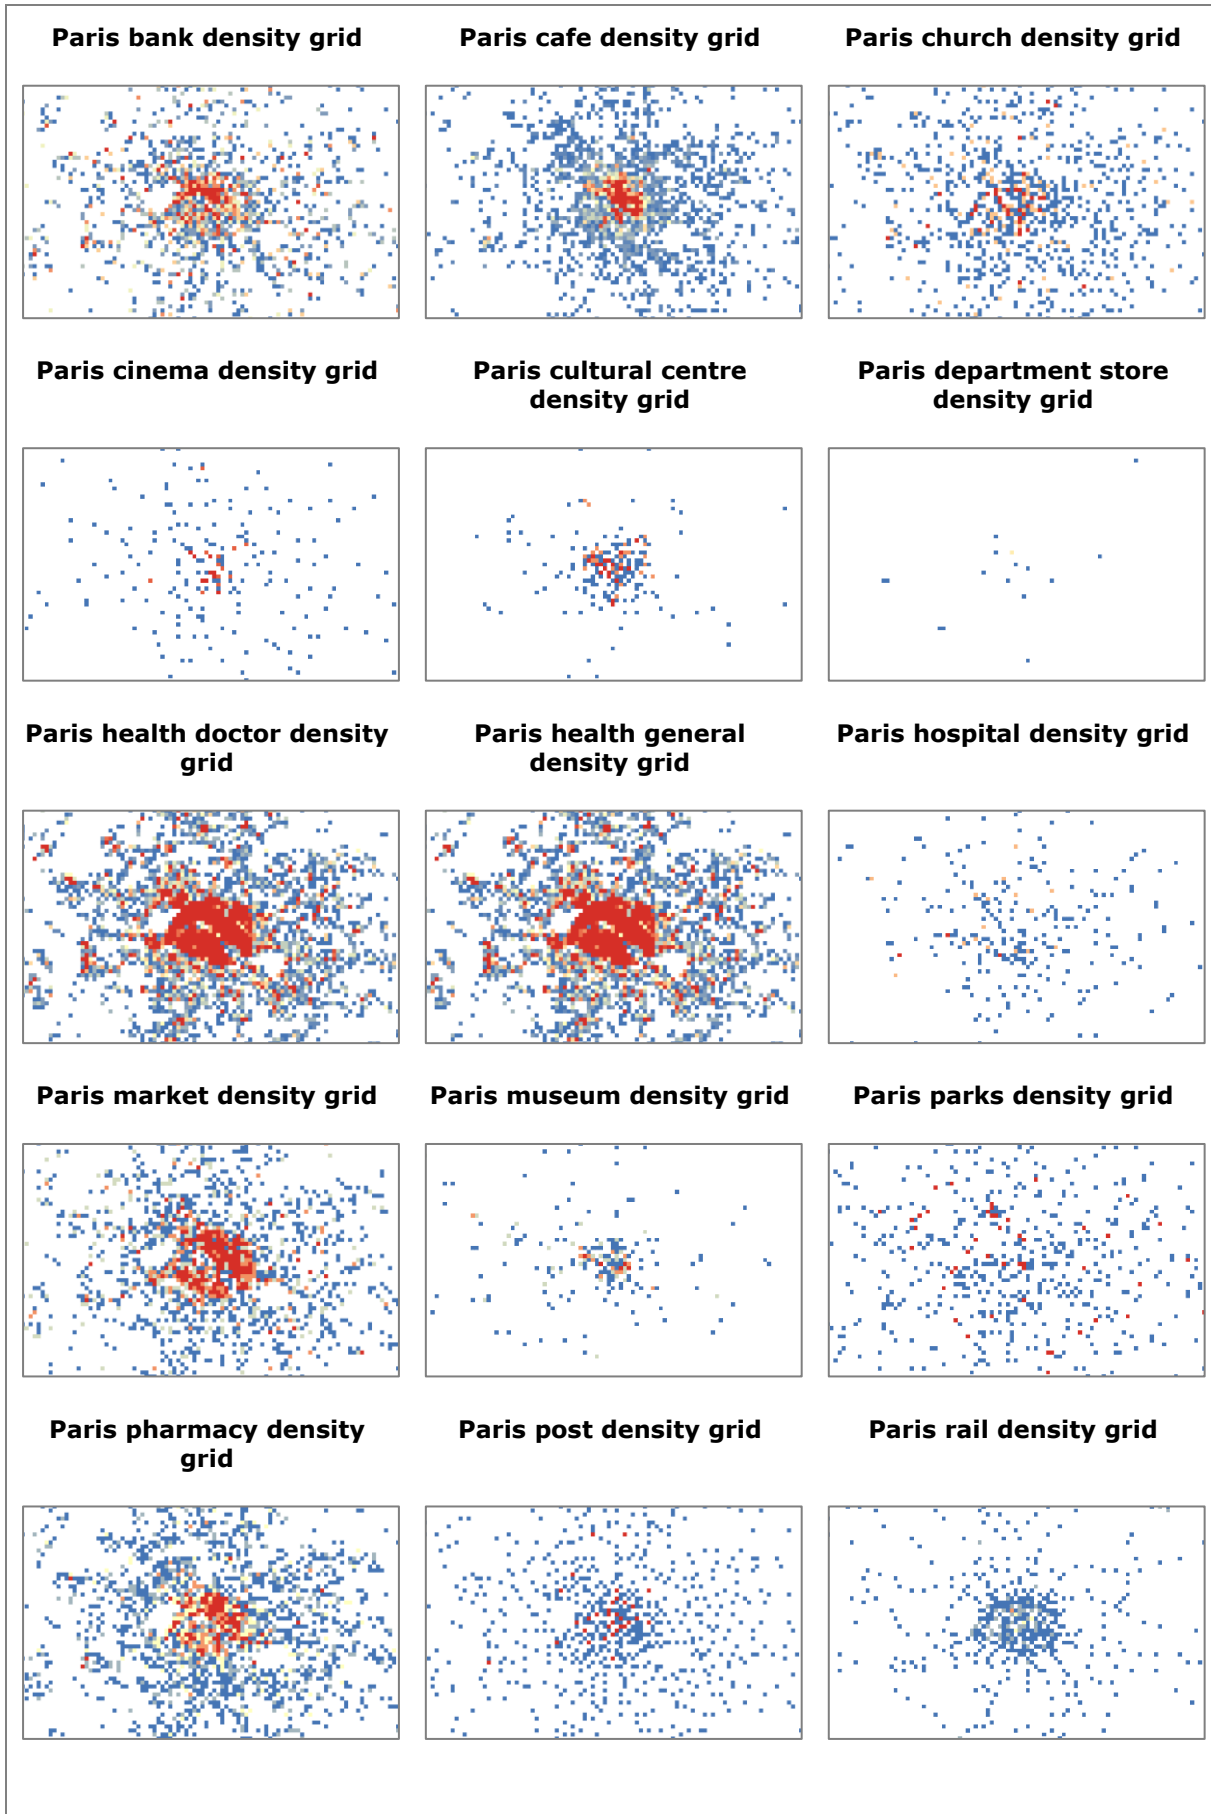 Paris bank density grid
Paris cafe density grid
Paris church density grid
Paris cinema density grid
Paris cultural centre
density grid
Paris department store
density grid
Paris health doctor density
grid
Paris health general
density grid
Paris hospital density grid
Paris market density grid
Paris museum density grid
Paris parks density grid
Paris pharmacy density
grid
Paris post density grid
Paris rail density grid